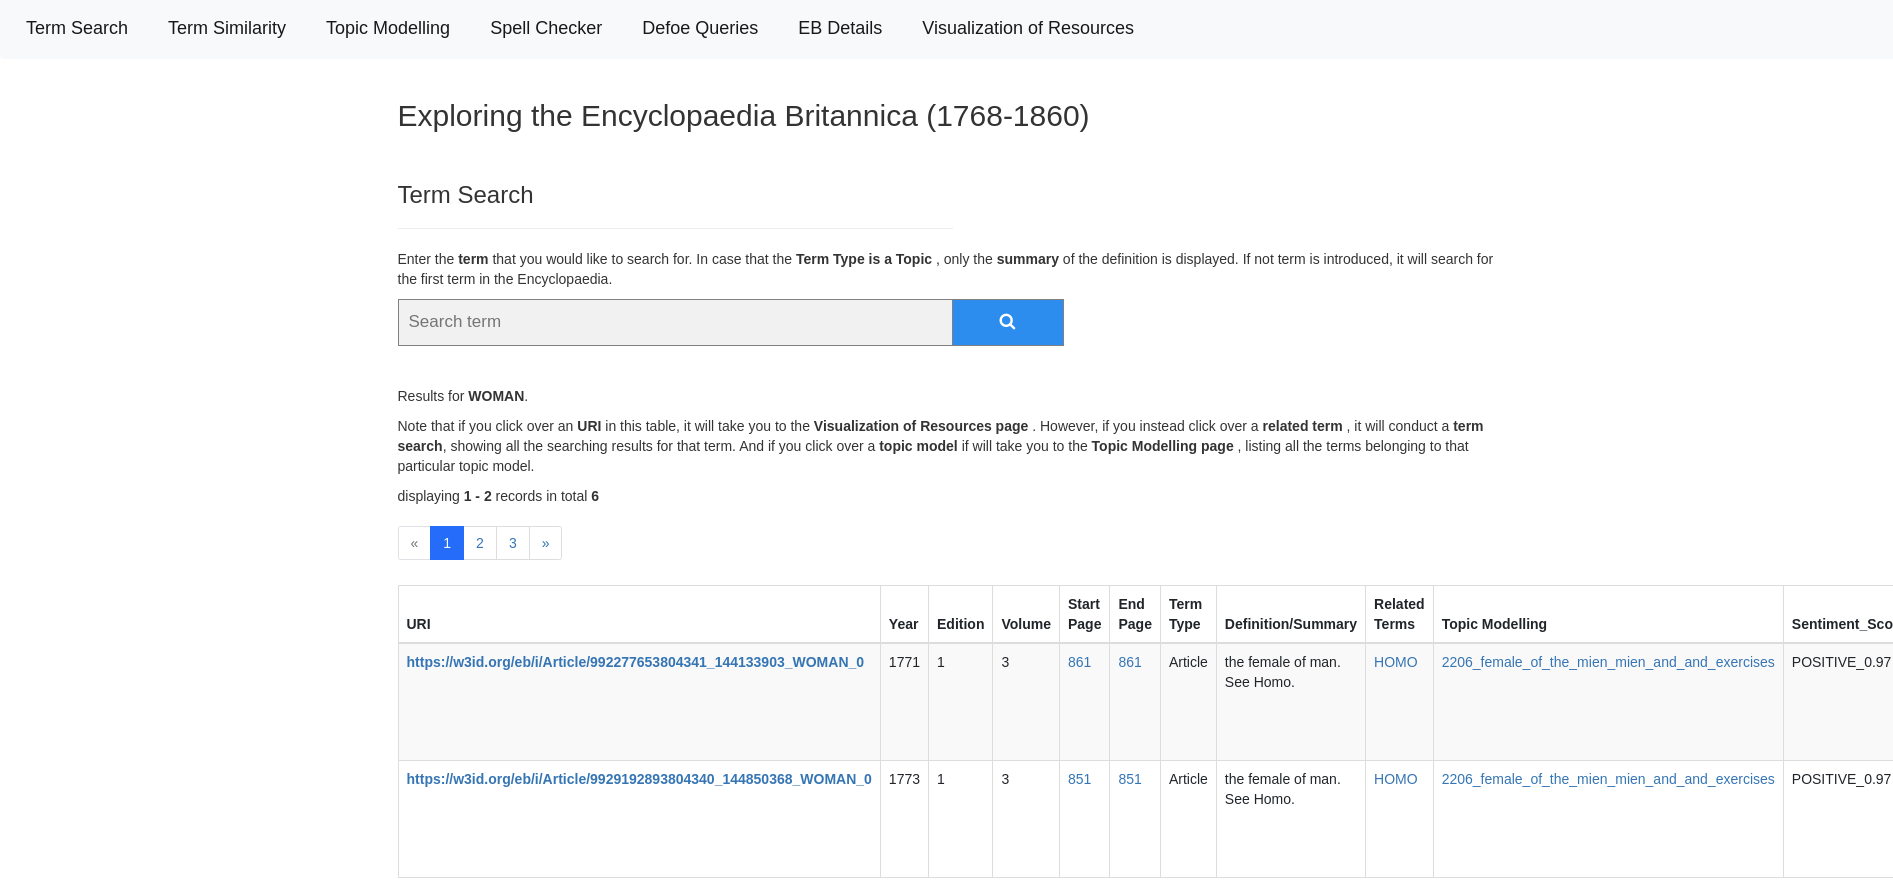 Term Search Term Similarity Topic Modelling Spell Checker Defoe Queries EB Details Visualization of Resources
Exploring the Encyclopaedia Britannica (1768-1860)
Term Search
Enter the term that you would like to search for. In case that the Term Type is a Topic , only the summary of the definition is displayed. If not term is introduced, it will search for
the first term in the Encyclopaedia.
Search term
Results for WOMAN.
Note that if you click over an URI in this table, it will take you to the Visualization of Resources page . However, if you instead click over a related term , it will conduct a term
search, showing all the searching results for that term. And if you click over a topic model if will take you to the Topic Modelling page , listing all the terms belonging to that
particular topic model.
displaying 1 - 2 records in total 6
« 1 2 3 »
URI Year Edition Volume Start Page End Page Term Type Definition/Summary Related Terms Topic Modelling Sentiment_Sco
https://w3id.org/eb/i/Article/992277653804341_144133903_WOMAN_0 1771 1 3 861 861 Article the female of man. HOMO 2206_female_of_the_mien_mien_and_and_exercises POSITIVE_0.97
See Homo.
https://w3id.org/eb/i/Article/9929192893804340_144850368_WOMAN_0 1773 1 3 851 851 Article the female of man. HOMO 2206_female_of_the_mien_mien_and_and_exercises POSITIVE_0.97
See Homo.